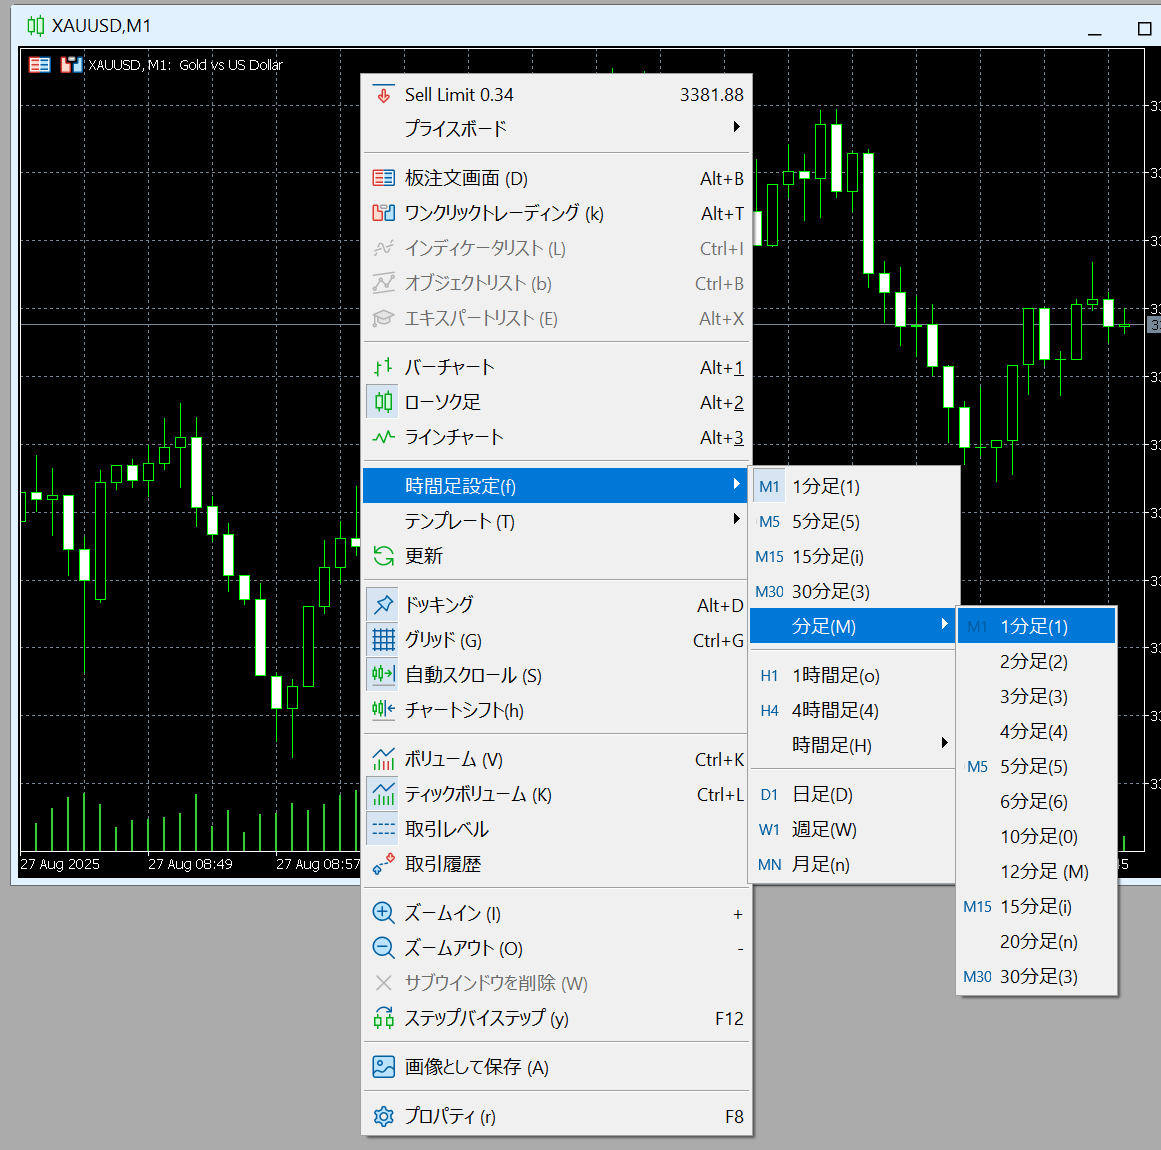 XAUUSD,M1
XAUUSD, M1: Gold vs US Dollar
Sell Limit 0.34 3381.88
プライスボード
板注文画面 (D) Alt+B
ワンクリックトレーディング (k) Alt+T
インディケータリスト (L) Ctrl+I
オブジェクトリスト (b) Ctrl+B
エキスパートリスト (E) Alt+X
バーチャート Alt+1
ローソク足 Alt+2
ラインチャート Alt+3
時間足設定(f)
テンプレート (T)
更新
ドッキング Alt+D
グリッド (G) Ctrl+G
自動スクロール (S)
チャートシフト(h)
ボリューム (V) Ctrl+K
ティックボリューム (K) Ctrl+L
取引レベル
取引履歴
ズームイン (I) +
ズームアウト (O) -
サブウインドウを削除 (W)
ステップバイステップ (y) F12
画像として保存 (A)
プロパティ (r) F8
M1 1分足(1)
M5 5分足(5)
M15 15分足(i)
M30 30分足(3)
分足(M)
H1 1時間足(o)
H4 4時間足(4)
時間足(H)
D1 日足(D)
W1 週足(W)
MN 月足(n)
M1 1分足(1)
2分足(2)
3分足(3)
4分足(4)
M5 5分足(5)
6分足(6)
10分足(0)
12分足 (M)
M15 15分足(i)
20分足(n)
M30 30分足(3)
27 Aug 2025 27 Aug 08:49 27 Aug 08:57